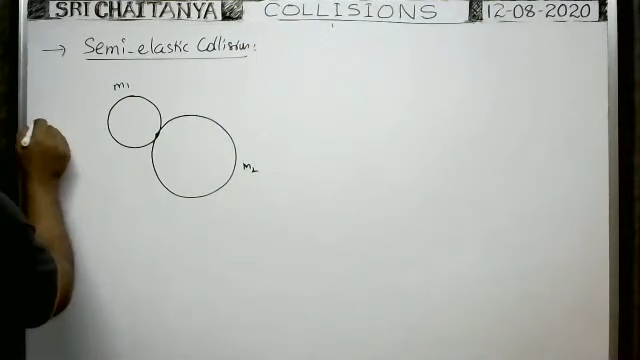 SRI CHAITANYA COLLISIONS 12-08-2020
→ Semi-elastic Collision:
m1
m2